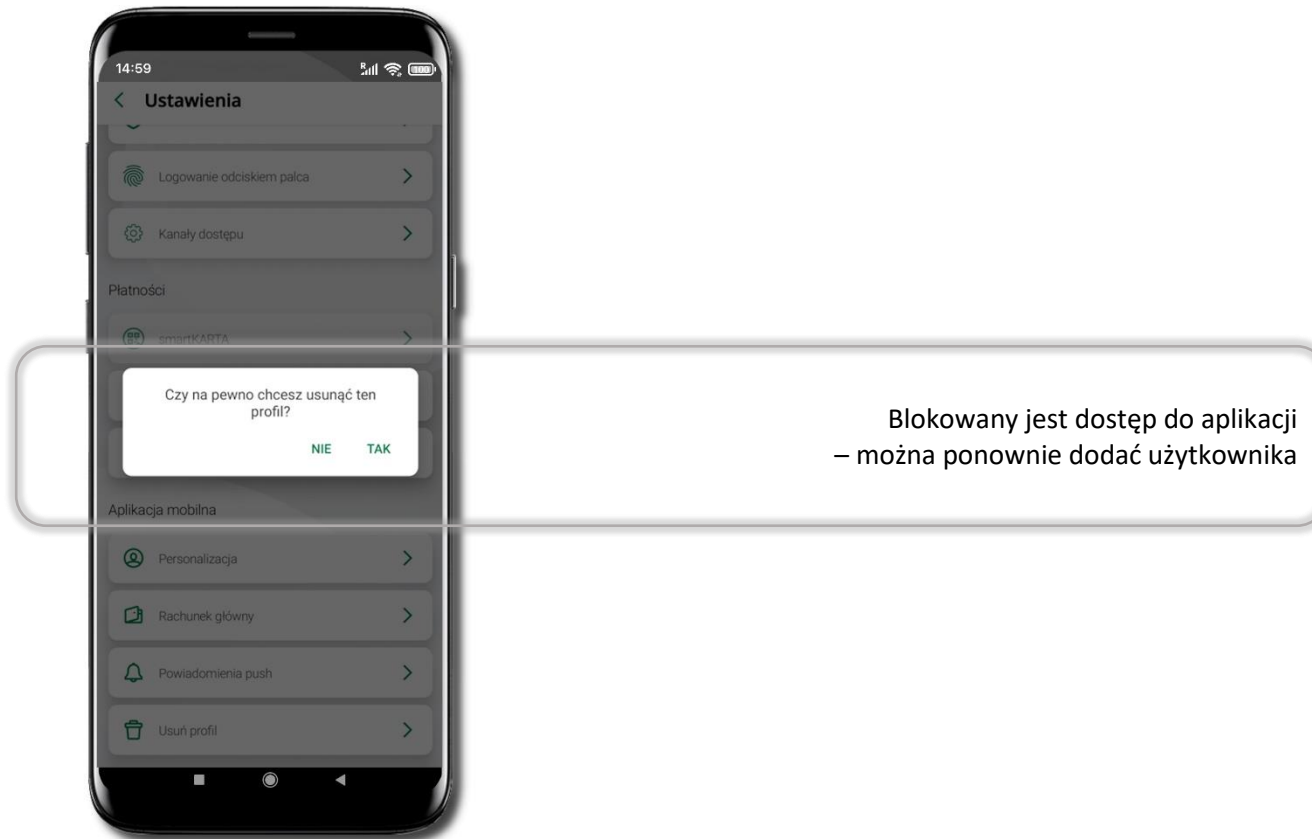 14:59
R
Ustawienia
Logowanie odciskiem palca
Kanały dostępu
Płatności
smartKARTA
Czy na pewno chcesz usunąć ten
profil?
NIE TAK
Blokowany jest dostęp do aplikacji
– można ponownie dodać użytkownika
Aplikacja mobilna
Personalizacja
Rachunek główny
Powiadomienia push
Usuń profil